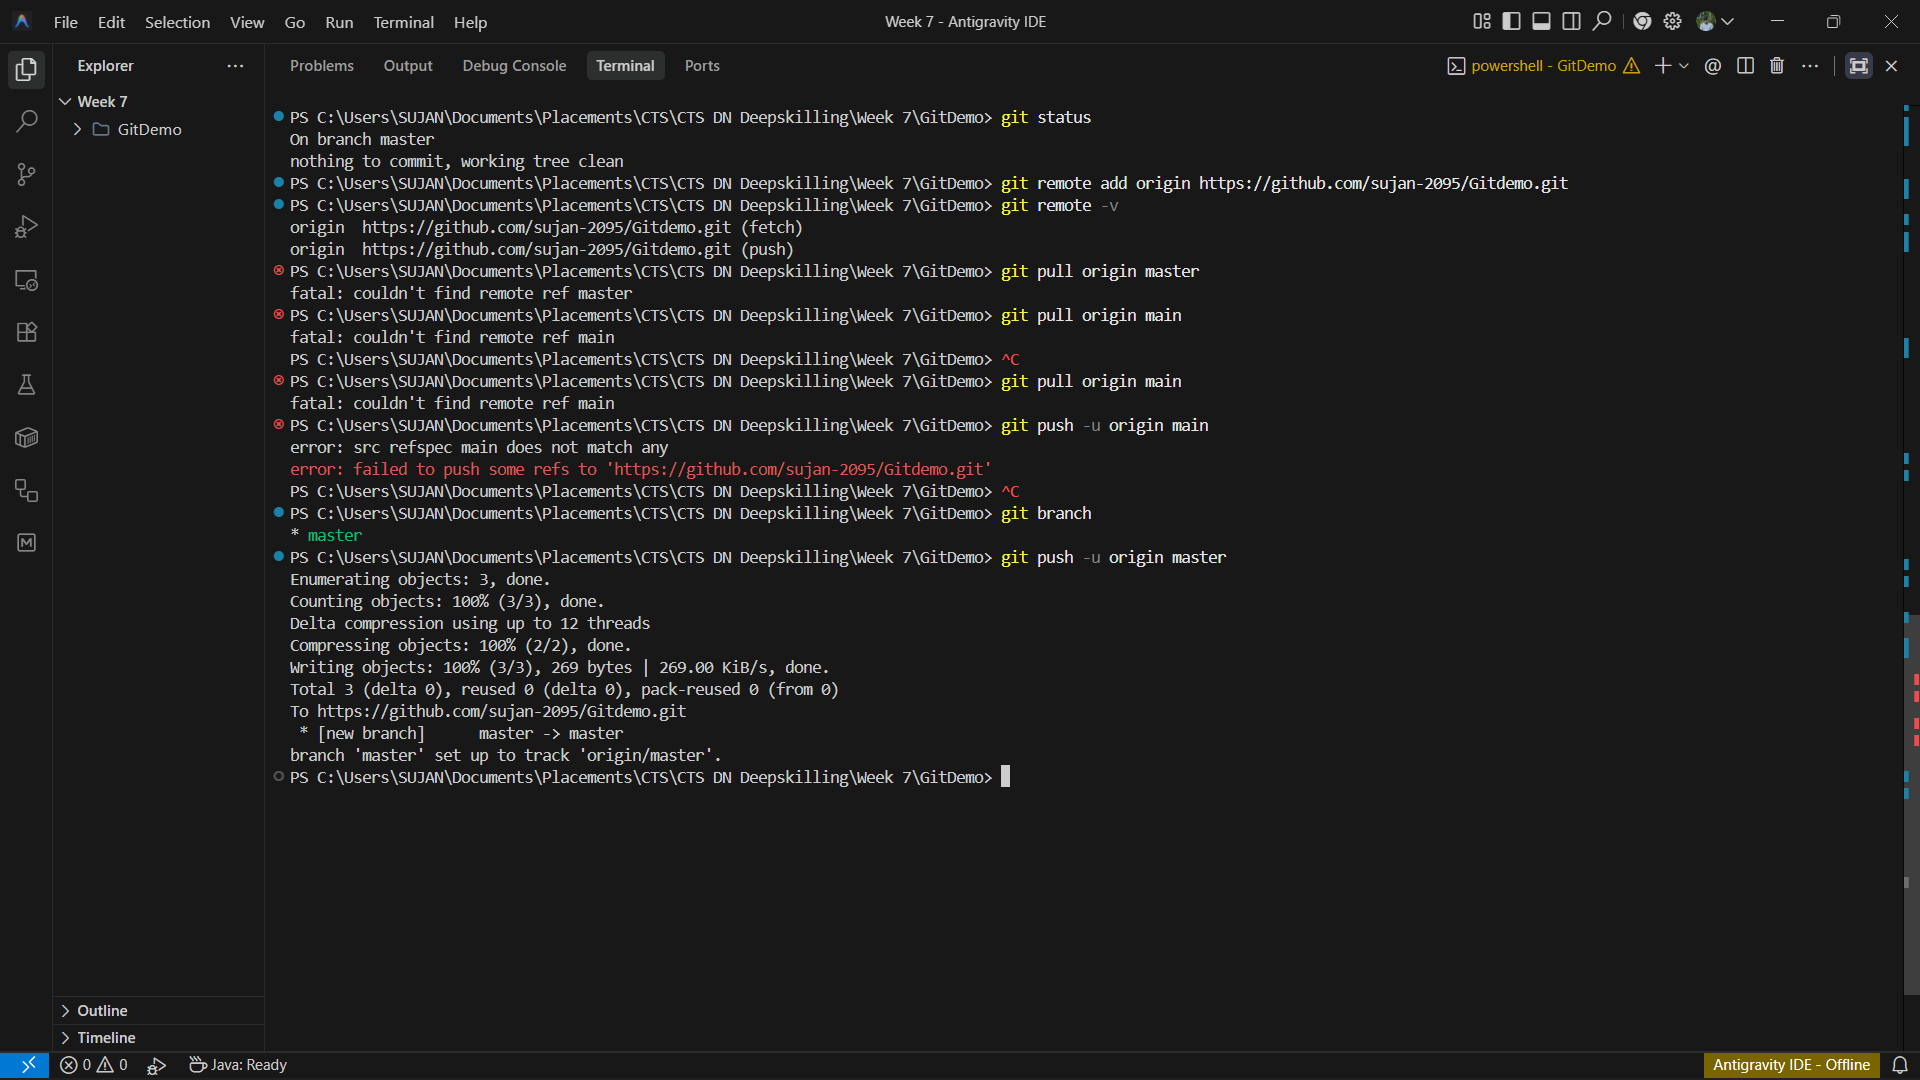 File Edit Selection View Go Run Terminal Help
Week 7 - Antigravity IDE
Explorer
Week 7
GitDemo
Problems Output Debug Console Terminal Ports
powershell - GitDemo
PS C:\Users\SUJAN\Documents\Placements\CTS\CTS DN Deepskilling\Week 7\GitDemo> git status
On branch master
nothing to commit, working tree clean
PS C:\Users\SUJAN\Documents\Placements\CTS\CTS DN Deepskilling\Week 7\GitDemo> git remote add origin https://github.com/sujan-2095/Gitdemo.git
PS C:\Users\SUJAN\Documents\Placements\CTS\CTS DN Deepskilling\Week 7\GitDemo> git remote -v
origin  https://github.com/sujan-2095/Gitdemo.git (fetch)
origin  https://github.com/sujan-2095/Gitdemo.git (push)
PS C:\Users\SUJAN\Documents\Placements\CTS\CTS DN Deepskilling\Week 7\GitDemo> git pull origin master
fatal: couldn't find remote ref master
PS C:\Users\SUJAN\Documents\Placements\CTS\CTS DN Deepskilling\Week 7\GitDemo> git pull origin main
fatal: couldn't find remote ref main
PS C:\Users\SUJAN\Documents\Placements\CTS\CTS DN Deepskilling\Week 7\GitDemo> ^C
PS C:\Users\SUJAN\Documents\Placements\CTS\CTS DN Deepskilling\Week 7\GitDemo> git pull origin main
fatal: couldn't find remote ref main
PS C:\Users\SUJAN\Documents\Placements\CTS\CTS DN Deepskilling\Week 7\GitDemo> git push -u origin main
error: src refspec main does not match any
error: failed to push some refs to 'https://github.com/sujan-2095/Gitdemo.git'
PS C:\Users\SUJAN\Documents\Placements\CTS\CTS DN Deepskilling\Week 7\GitDemo> ^C
PS C:\Users\SUJAN\Documents\Placements\CTS\CTS DN Deepskilling\Week 7\GitDemo> git branch
* master
PS C:\Users\SUJAN\Documents\Placements\CTS\CTS DN Deepskilling\Week 7\GitDemo> git push -u origin master
Enumerating objects: 3, done.
Counting objects: 100% (3/3), done.
Delta compression using up to 12 threads
Compressing objects: 100% (2/2), done.
Writing objects: 100% (3/3), 269 bytes | 269.00 KiB/s, done.
Total 3 (delta 0), reused 0 (delta 0), pack-reused 0 (from 0)
To https://github.com/sujan-2095/Gitdemo.git
 * [new branch]      master -> master
branch 'master' set up to track 'origin/master'.
PS C:\Users\SUJAN\Documents\Placements\CTS\CTS DN Deepskilling\Week 7\GitDemo>
Outline
Timeline
0 0 Java: Ready
Antigravity IDE - Offline